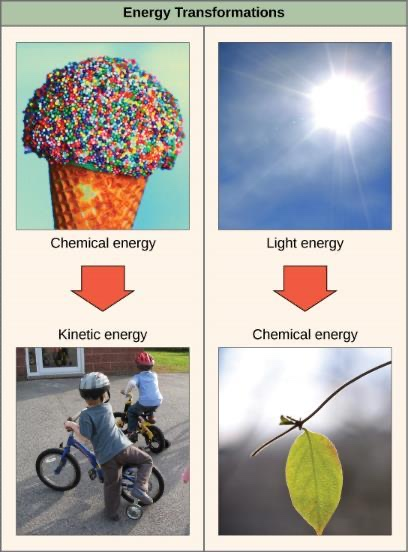 Energy Transformations
Chemical energy
Light energy
Kinetic energy
Chemical energy